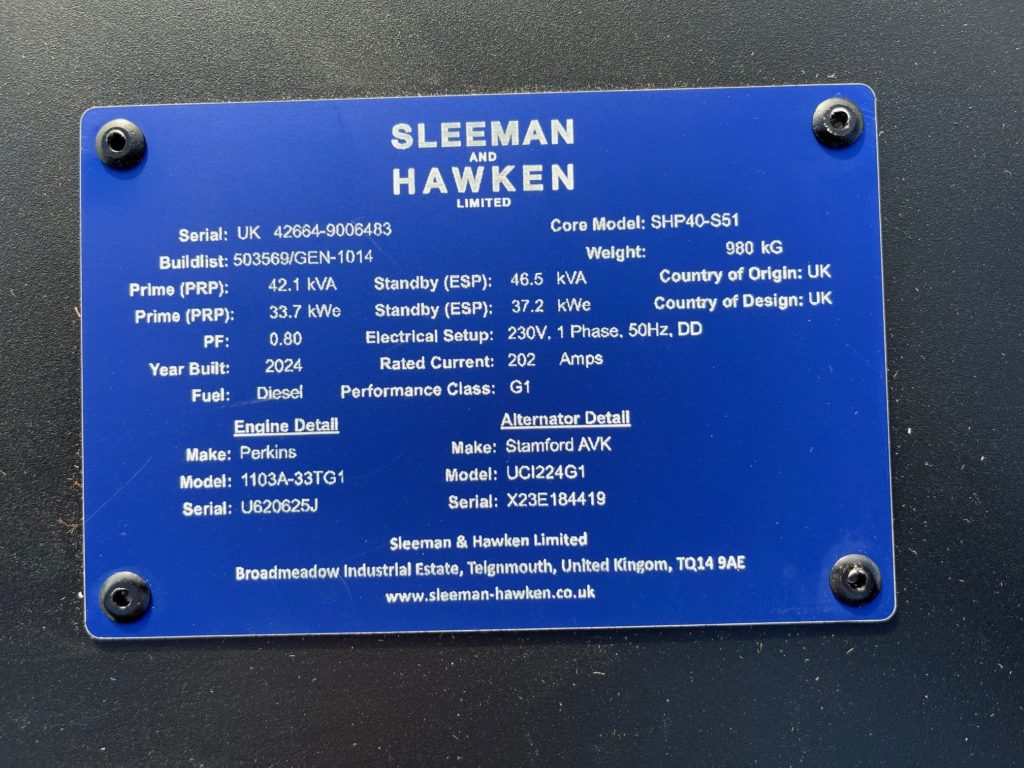 SLEEMAN
AND
HAWKEN
LIMITED
Serial: UK 42664-9006483 Core Model: SHP40-S51
Buildlist: 503569/GEN-1014 Weight: 980 kG
Prime (PRP): 42.1 kVA Standby (ESP): 46.5 kVA Country of Origin: UK
Prime (PRP): 33.7 kWe Standby (ESP): 37.2 kWe Country of Design: UK
PF: 0.80 Electrical Setup: 230V, 1 Phase, 50Hz, DD
Year Built: 2024 Rated Current: 202 Amps
Fuel: Diesel Performance Class: G1
Engine Detail Alternator Detail
Make: Perkins Make: Stamford AVK
Model: 1103A-33TG1 Model: UCI224G1
Serial: U620625J Serial: X23E184419
Sleeman & Hawken Limited
Broadmeadow Industrial Estate, Teignmouth, United Kingom, TQ14 9AE
www.sleeman-hawken.co.uk